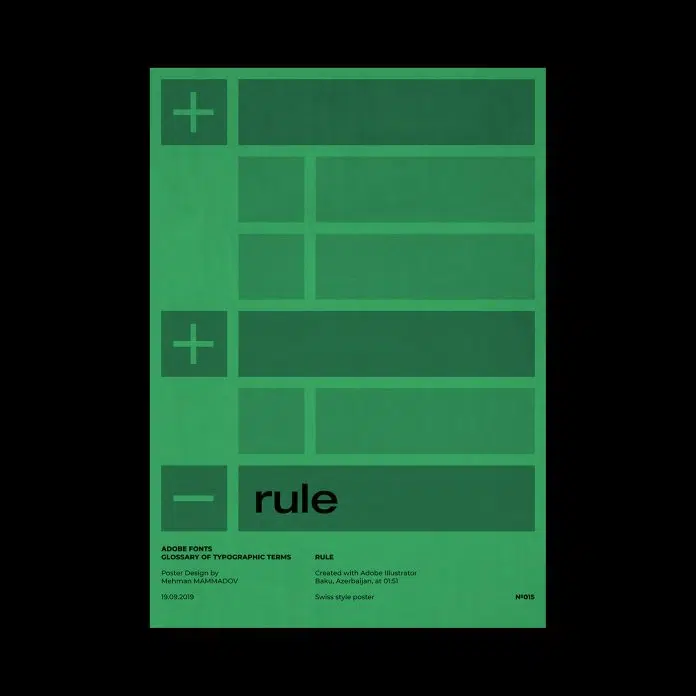 rule
ADOBE FONTS
GLOSSARY OF TYPOGRAPHIC TERMS
RULE
Poster Design by
Mehman MAMMADOV
Created with Adobe Illustrator
Baku, Azerbaijan, at 01:51
19.09.2019
Swiss style poster
№015